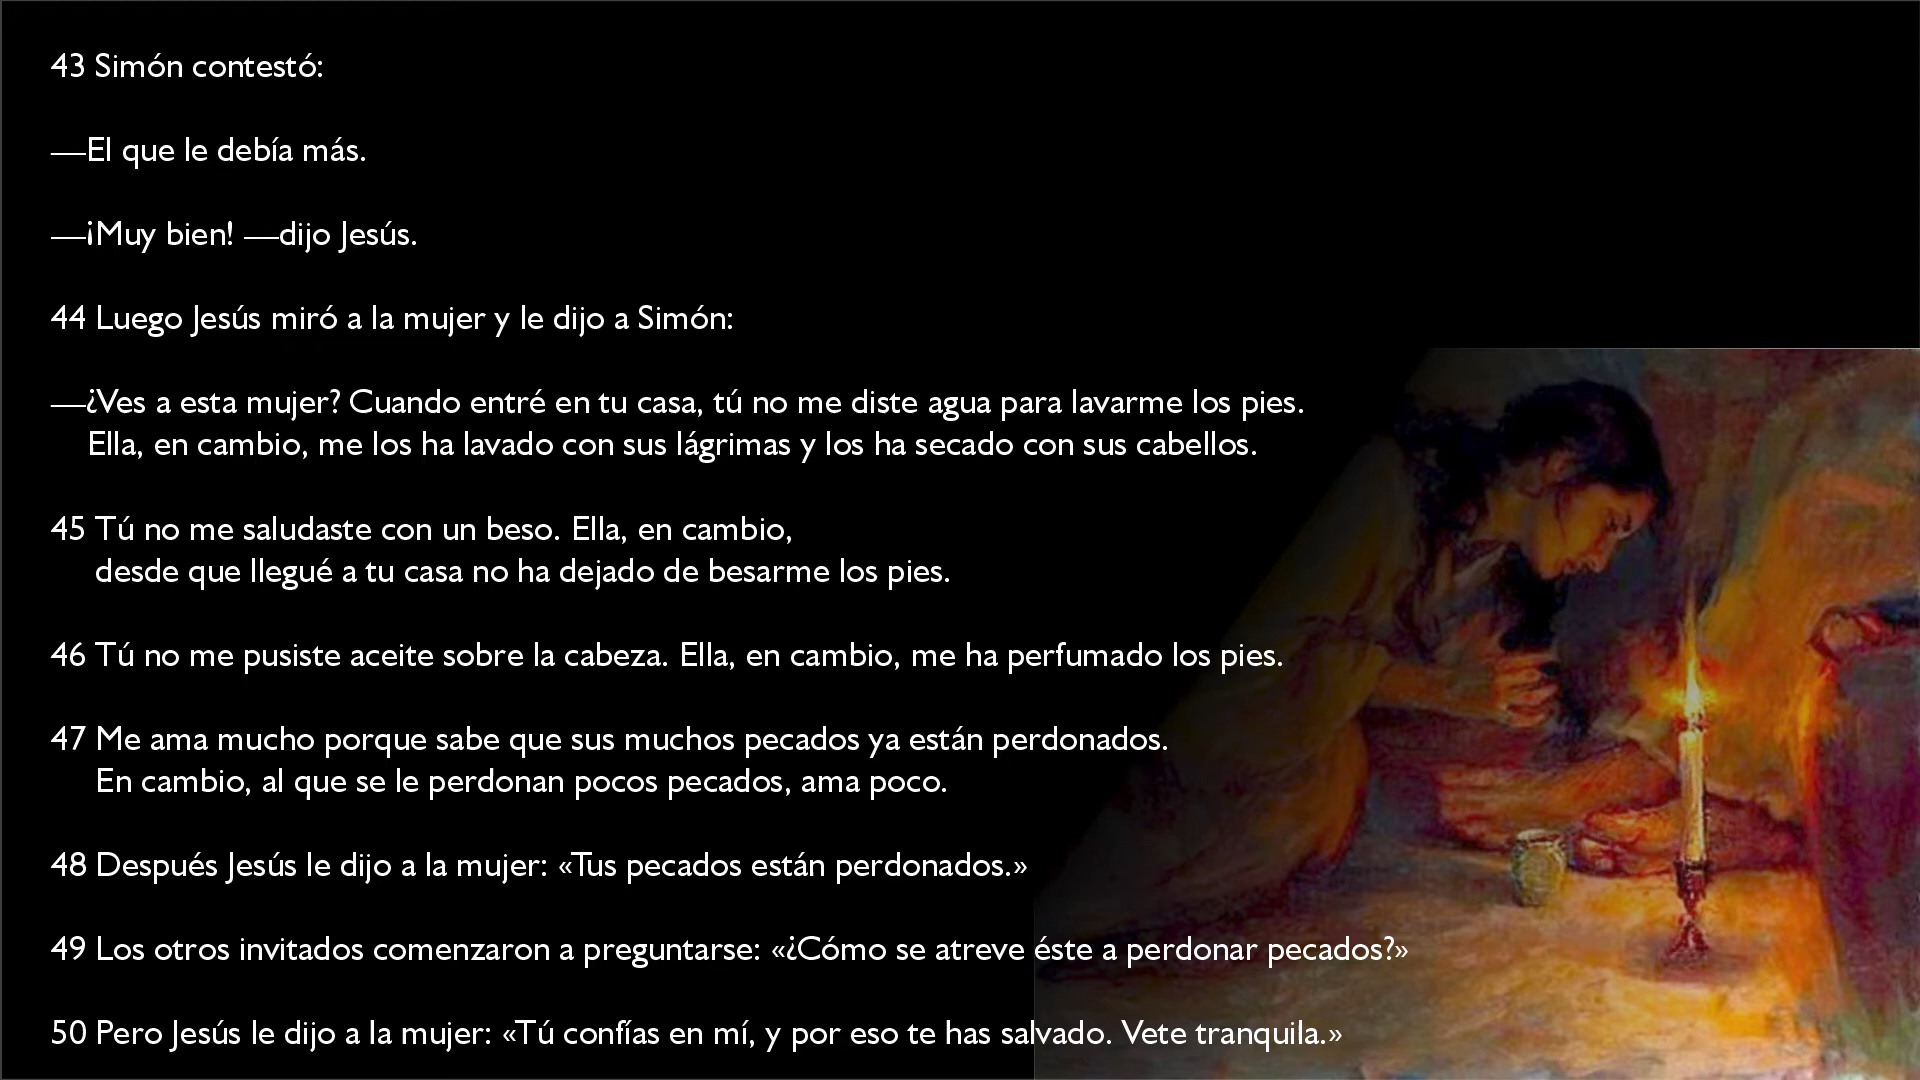 43 Simón contestó:
—El que le debía más.
—¡Muy bien! —dijo Jesús.
44 Luego Jesús miró a la mujer y le dijo a Simón:
—¿Ves a esta mujer? Cuando entré en tu casa, tú no me diste agua para lavarme los pies.
Ella, en cambio, me los ha lavado con sus lágrimas y los ha secado con sus cabellos.
45 Tú no me saludaste con un beso. Ella, en cambio,
desde que llegué a tu casa no ha dejado de besarme los pies.
46 Tú no me pusiste aceite sobre la cabeza. Ella, en cambio, me ha perfumado los pies.
47 Me ama mucho porque sabe que sus muchos pecados ya están perdonados.
En cambio, al que se le perdonan pocos pecados, ama poco.
48 Después Jesús le dijo a la mujer: «Tus pecados están perdonados.»
49 Los otros invitados comenzaron a preguntarse: «¿Cómo se atreve éste a perdonar pecados?»
50 Pero Jesús le dijo a la mujer: «Tú confías en mí, y por eso te has salvado. Vete tranquila.»